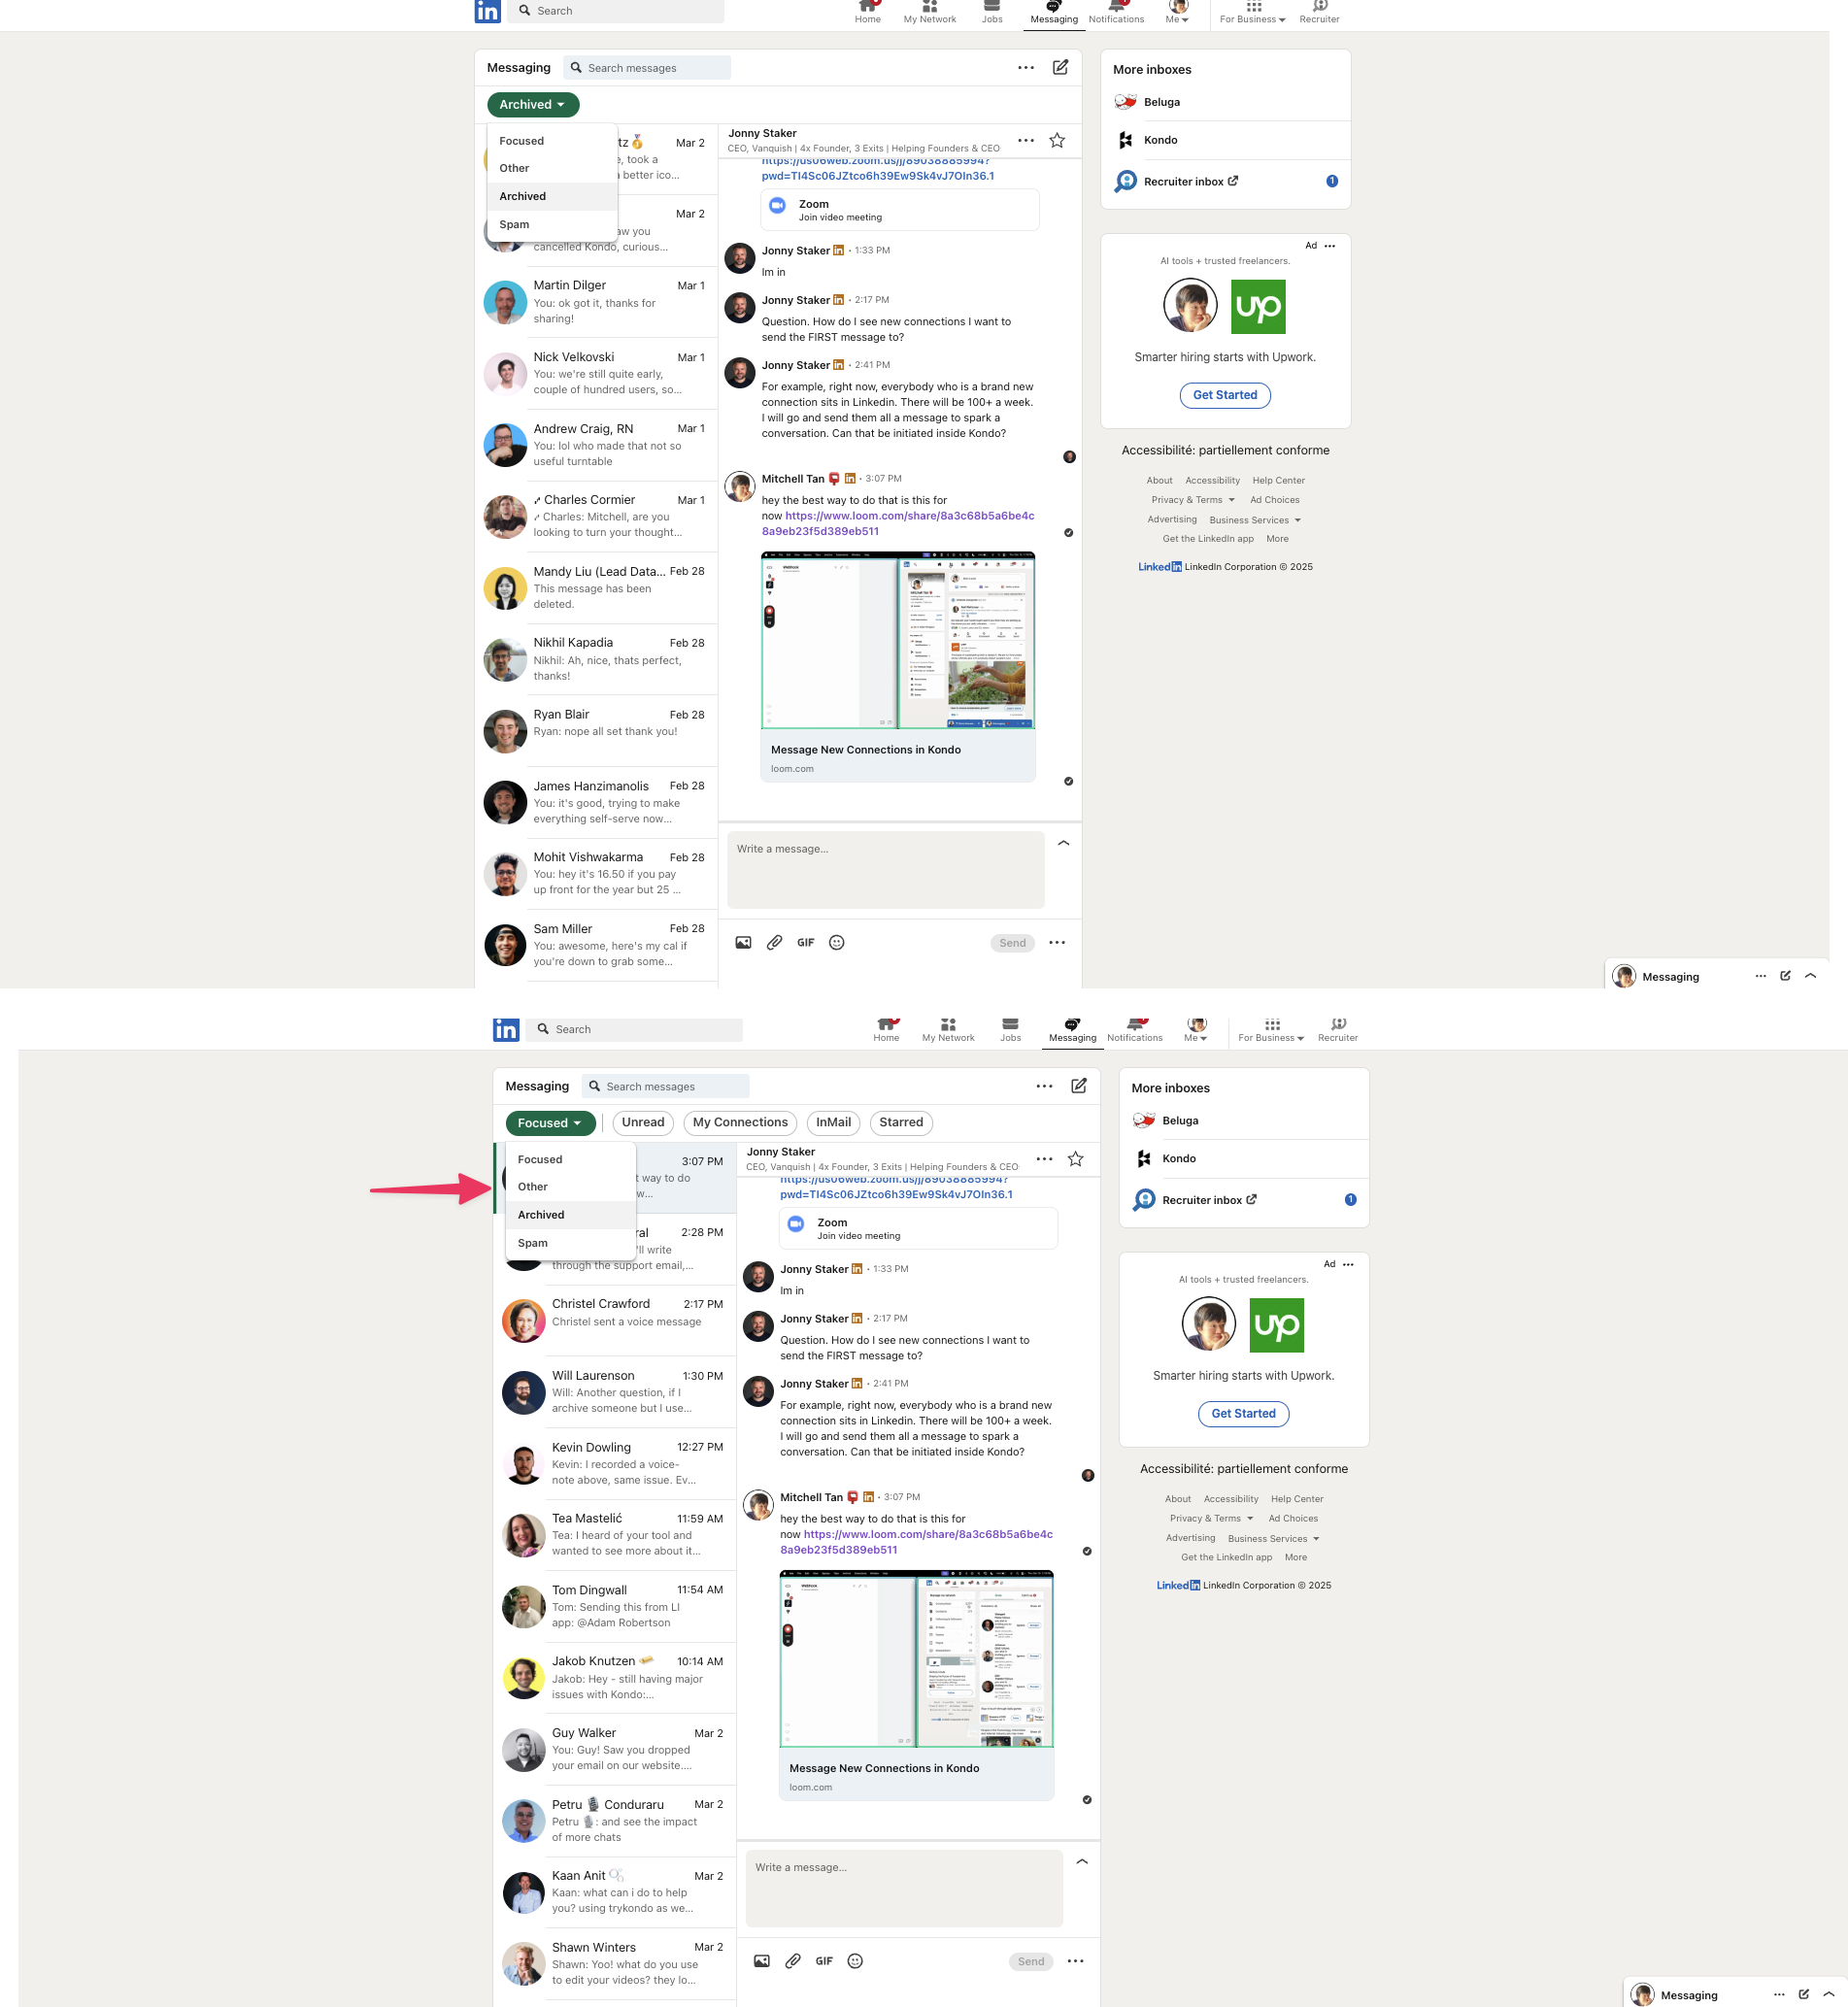 in
Search
Home
My Network
Jobs
Messaging
Notifications
Me
For Business
Recruiter
Messaging
Search messages
Archived
Focused
Other
Archived
Spam
tz Mar 2
e, took a
better ico...
Mar 2
aw you
cancelled Kondo, curious...
Martin Dilger Mar 1
You: ok got it, thanks for
sharing!
Nick Velkovski Mar 1
You: we're still quite early,
couple of hundred users, so...
Andrew Craig, RN Mar 1
You: lol who made that not so
useful turntable
Charles Cormier Mar 1
Charles: Mitchell, are you
looking to turn your thought...
Mandy Liu (Lead Data... Feb 28
This message has been
deleted.
Nikhil Kapadia Feb 28
Nikhil: Ah, nice, thats perfect,
thanks!
Ryan Blair Feb 28
Ryan: nope all set thank you!
James Hanzimanolis Feb 28
You: it's good, trying to make
everything self-serve now...
Mohit Vishwakarma Feb 28
You: hey it's 16.50 if you pay
up front for the year but 25 ...
Sam Miller Feb 28
You: awesome, here's my cal if
you're down to grab some...
Jonny Staker
CEO, Vanquish | 4x Founder, 3 Exits | Helping Founders & CEO
https://us06web.zoom.us/j/89038885994?
pwd=TI4Sc06JZtco6h39Ew9Sk4vJ7OIn36.1
Zoom
Join video meeting
Jonny Staker in • 1:33 PM
Im in
Jonny Staker in • 2:17 PM
Question. How do I see new connections I want to
send the FIRST message to?
Jonny Staker in • 2:41 PM
For example, right now, everybody who is a brand new
connection sits in Linkedin. There will be 100+ a week.
I will go and send them all a message to spark a
conversation. Can that be initiated inside Kondo?
Mitchell Tan in • 3:07 PM
hey the best way to do that is this for
now https://www.loom.com/share/8a3c68b5a6be4c
8a9eb23f5d389eb511
Message New Connections in Kondo
loom.com
Write a message...
GIF
Send
More inboxes
Beluga
Kondo
Recruiter inbox 1
Ad
AI tools + trusted freelancers.
up
Smarter hiring starts with Upwork.
Get Started
Accessibilité: partiellement conforme
About Accessibility Help Center
Privacy & Terms Ad Choices
Advertising Business Services
Get the LinkedIn app More
LinkedIn LinkedIn Corporation © 2025
Messaging
in
Search
Home
My Network
Jobs
Messaging
Notifications
Me
For Business
Recruiter
Messaging
Search messages
Focused
Unread
My Connections
InMail
Starred
Focused
Other
Archived
Spam
3:07 PM
t way to do
w...
ral 2:28 PM
'll write
through the support email,...
Christel Crawford 2:17 PM
Christel sent a voice message
Will Laurenson 1:30 PM
Will: Another question, if I
archive someone but I use...
Kevin Dowling 12:27 PM
Kevin: I recorded a voice-
note above, same issue. Ev...
Tea Mastelić 11:59 AM
Tea: I heard of your tool and
wanted to see more about it...
Tom Dingwall 11:54 AM
Tom: Sending this from LI
app: @Adam Robertson
Jakob Knutzen 10:14 AM
Jakob: Hey - still having major
issues with Kondo:...
Guy Walker Mar 2
You: Guy! Saw you dropped
your email on our website....
Petru Conduraru Mar 2
Petru : and see the impact
of more chats
Kaan Anit Mar 2
Kaan: what can i do to help
you? using trykondo as we...
Shawn Winters Mar 2
Shawn: Yoo! what do you use
to edit your videos? they lo...
Jonny Staker
CEO, Vanquish | 4x Founder, 3 Exits | Helping Founders & CEO
https://us06web.zoom.us/j/89038885994?
pwd=TI4Sc06JZtco6h39Ew9Sk4vJ7OIn36.1
Zoom
Join video meeting
Jonny Staker in • 1:33 PM
Im in
Jonny Staker in • 2:17 PM
Question. How do I see new connections I want to
send the FIRST message to?
Jonny Staker in • 2:41 PM
For example, right now, everybody who is a brand new
connection sits in Linkedin. There will be 100+ a week.
I will go and send them all a message to spark a
conversation. Can that be initiated inside Kondo?
Mitchell Tan in • 3:07 PM
hey the best way to do that is this for
now https://www.loom.com/share/8a3c68b5a6be4c
8a9eb23f5d389eb511
Message New Connections in Kondo
loom.com
Write a message...
GIF
Send
More inboxes
Beluga
Kondo
Recruiter inbox 1
Ad
AI tools + trusted freelancers.
up
Smarter hiring starts with Upwork.
Get Started
Accessibilité: partiellement conforme
About Accessibility Help Center
Privacy & Terms Ad Choices
Advertising Business Services
Get the LinkedIn app More
LinkedIn LinkedIn Corporation © 2025
Messaging